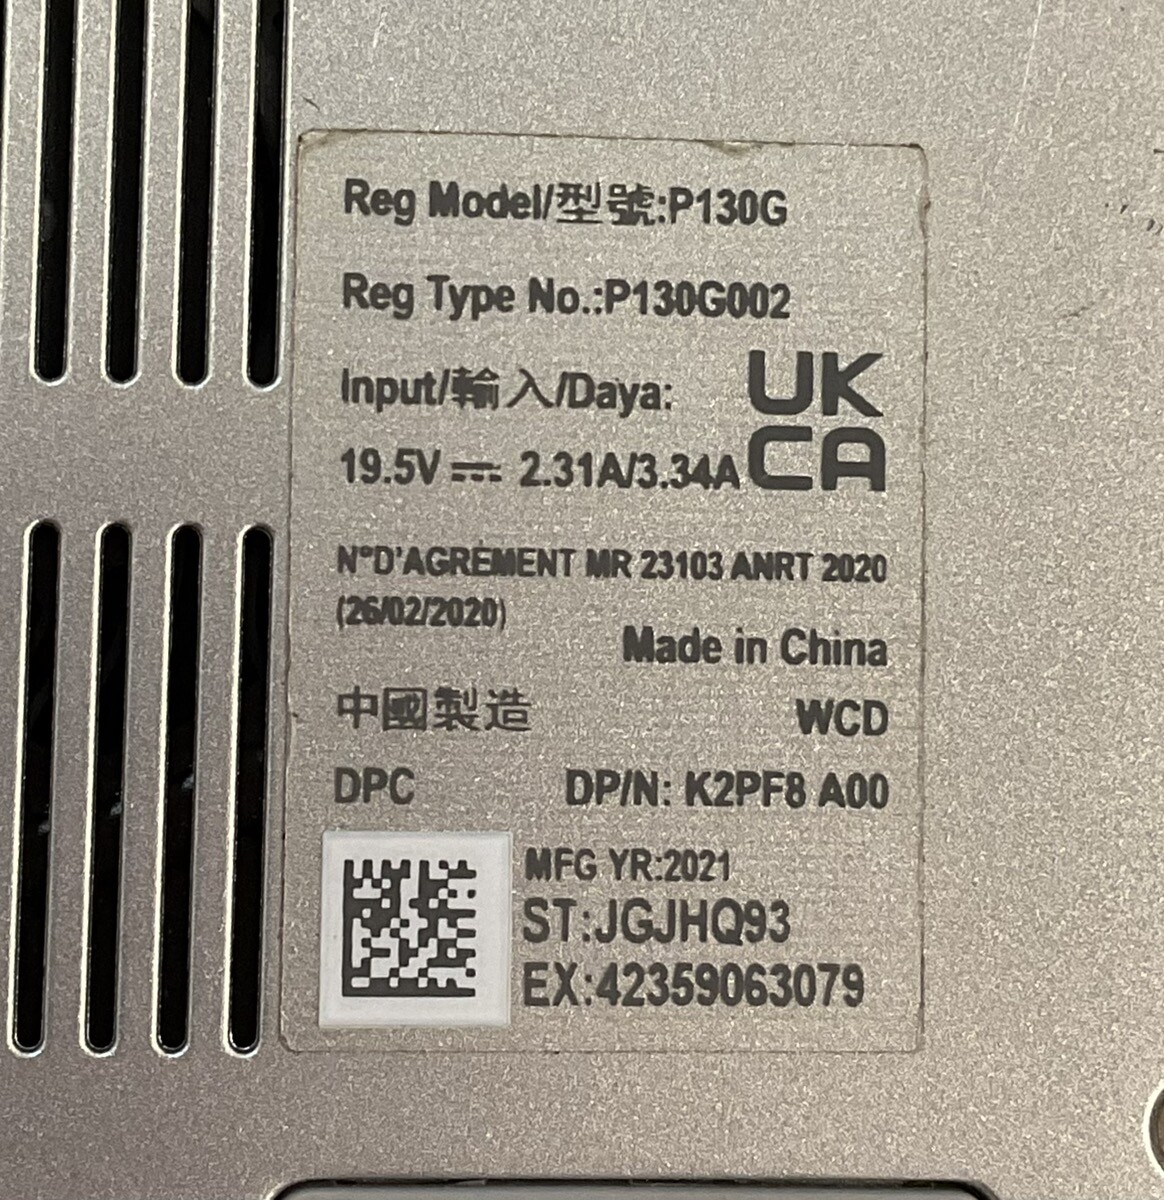 Reg Model/型號:P130G
Reg Type No.:P130G002
Input/輸入/Daya:
19.5V⎓ 2.31A/3.34A
UK
CA
N°D'AGRÉMENT MR 23103 ANRT 2020
(26/02/2020)
Made in China
中國製造 WCD
DPC DP/N: K2PF8 A00
MFG YR:2021
ST:JGJHQ93
EX:42359063079